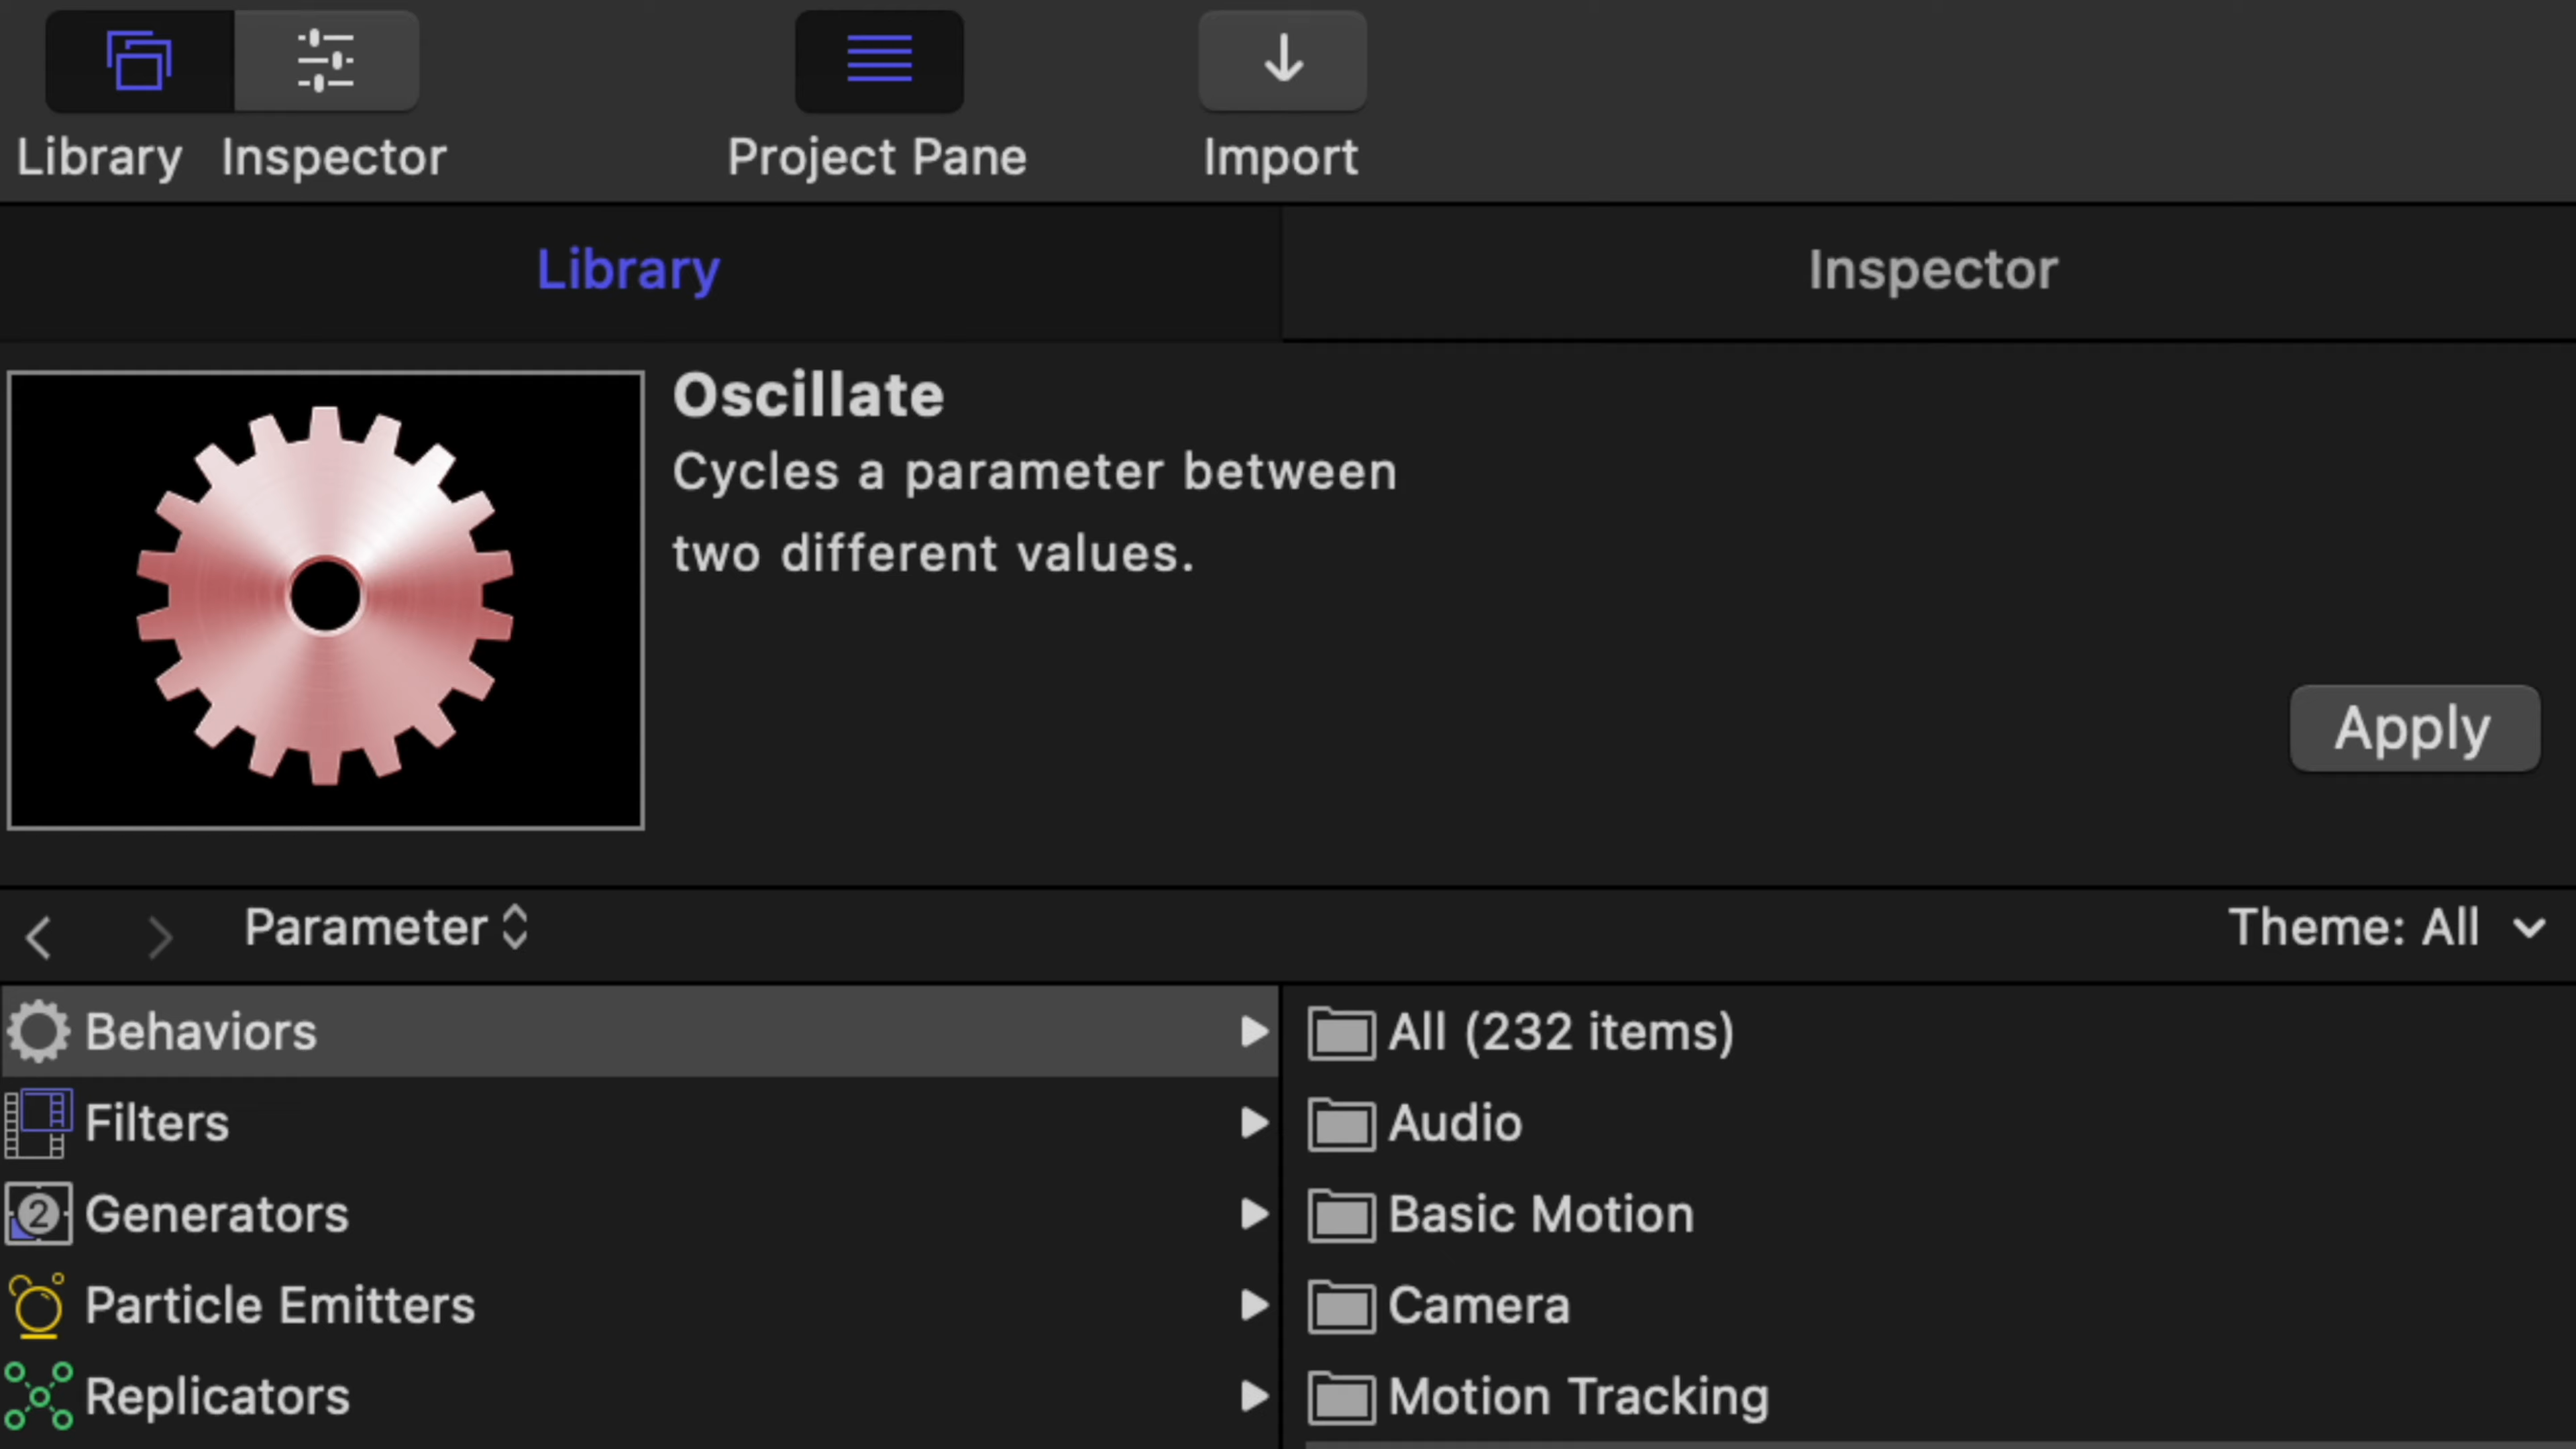 Library Inspector Project Pane Import
Library Inspector
Oscillate
Cycles a parameter between
two different values.
Apply
Parameter Theme: All
Behaviors
Filters
2 Generators
Particle Emitters
Replicators
All (232 items)
Audio
Basic Motion
Camera
Motion Tracking